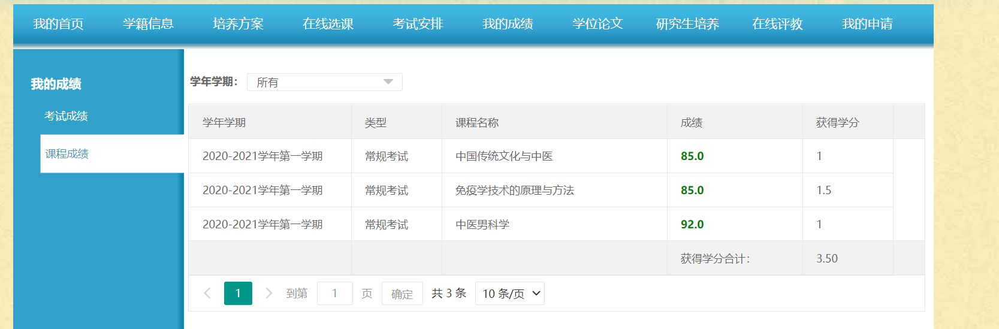 我的首页 学籍信息 培养方案 在线选课 考试安排 我的成绩 学位论文 研究生培养 在线评教 我的申请
我的成绩
考试成绩
课程成绩
学年学期： 所有
学年学期 类型 课程名称 成绩 获得学分
2020-2021学年第一学期 常规考试 中国传统文化与中医 85.0 1
2020-2021学年第一学期 常规考试 免疫学技术的原理与方法 85.0 1.5
2020-2021学年第一学期 常规考试 中医男科学 92.0 1
获得学分合计： 3.50
1 到第 1 页 确定 共 3 条 10 条/页